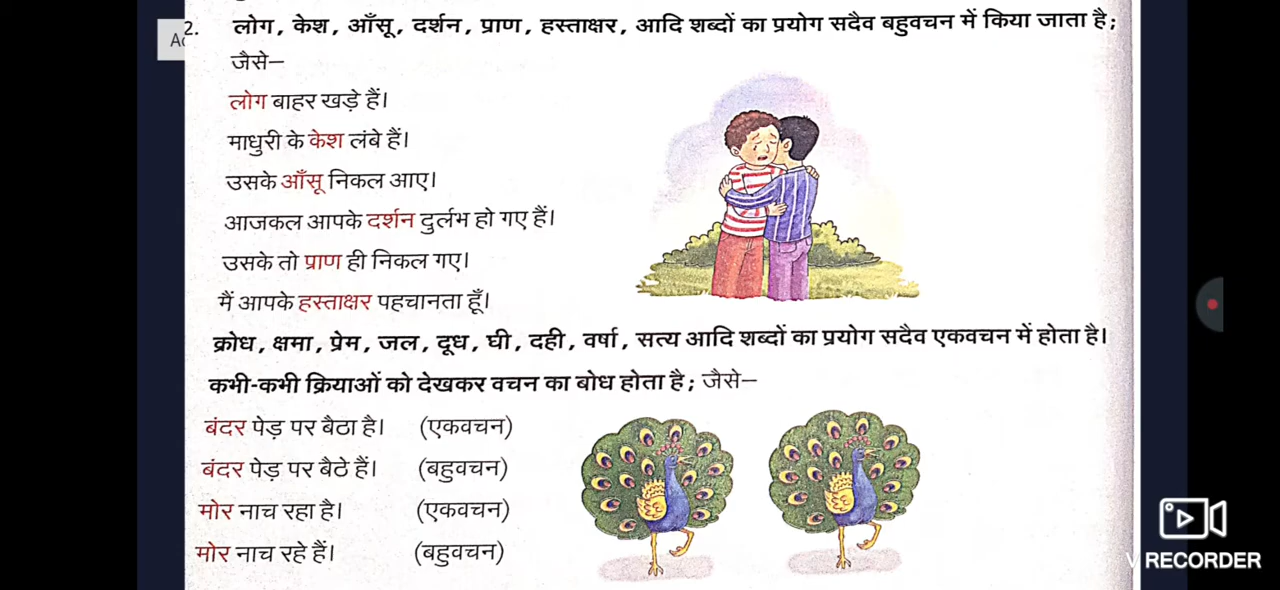 2. लोग, केश, आँसू, दर्शन, प्राण, हस्ताक्षर, आदि शब्दों का प्रयोग सदैव बहुवचन में किया जाता है;
जैसे–
लोग बाहर खड़े हैं।
माधुरी के केश लंबे हैं।
उसके आँसू निकल आए।
आजकल आपके दर्शन दुर्लभ हो गए हैं।
उसके तो प्राण ही निकल गए।
मैं आपके हस्ताक्षर पहचानता हूँ।
क्रोध, क्षमा, प्रेम, जल, दूध, घी, दही, वर्षा, सत्य आदि शब्दों का प्रयोग सदैव एकवचन में होता है।
कभी-कभी क्रियाओं को देखकर वचन का बोध होता है; जैसे–
बंदर पेड़ पर बैठा है। (एकवचन)
बंदर पेड़ पर बैठे हैं। (बहुवचन)
मोर नाच रहा है। (एकवचन)
मोर नाच रहे हैं। (बहुवचन)
V RECORDER